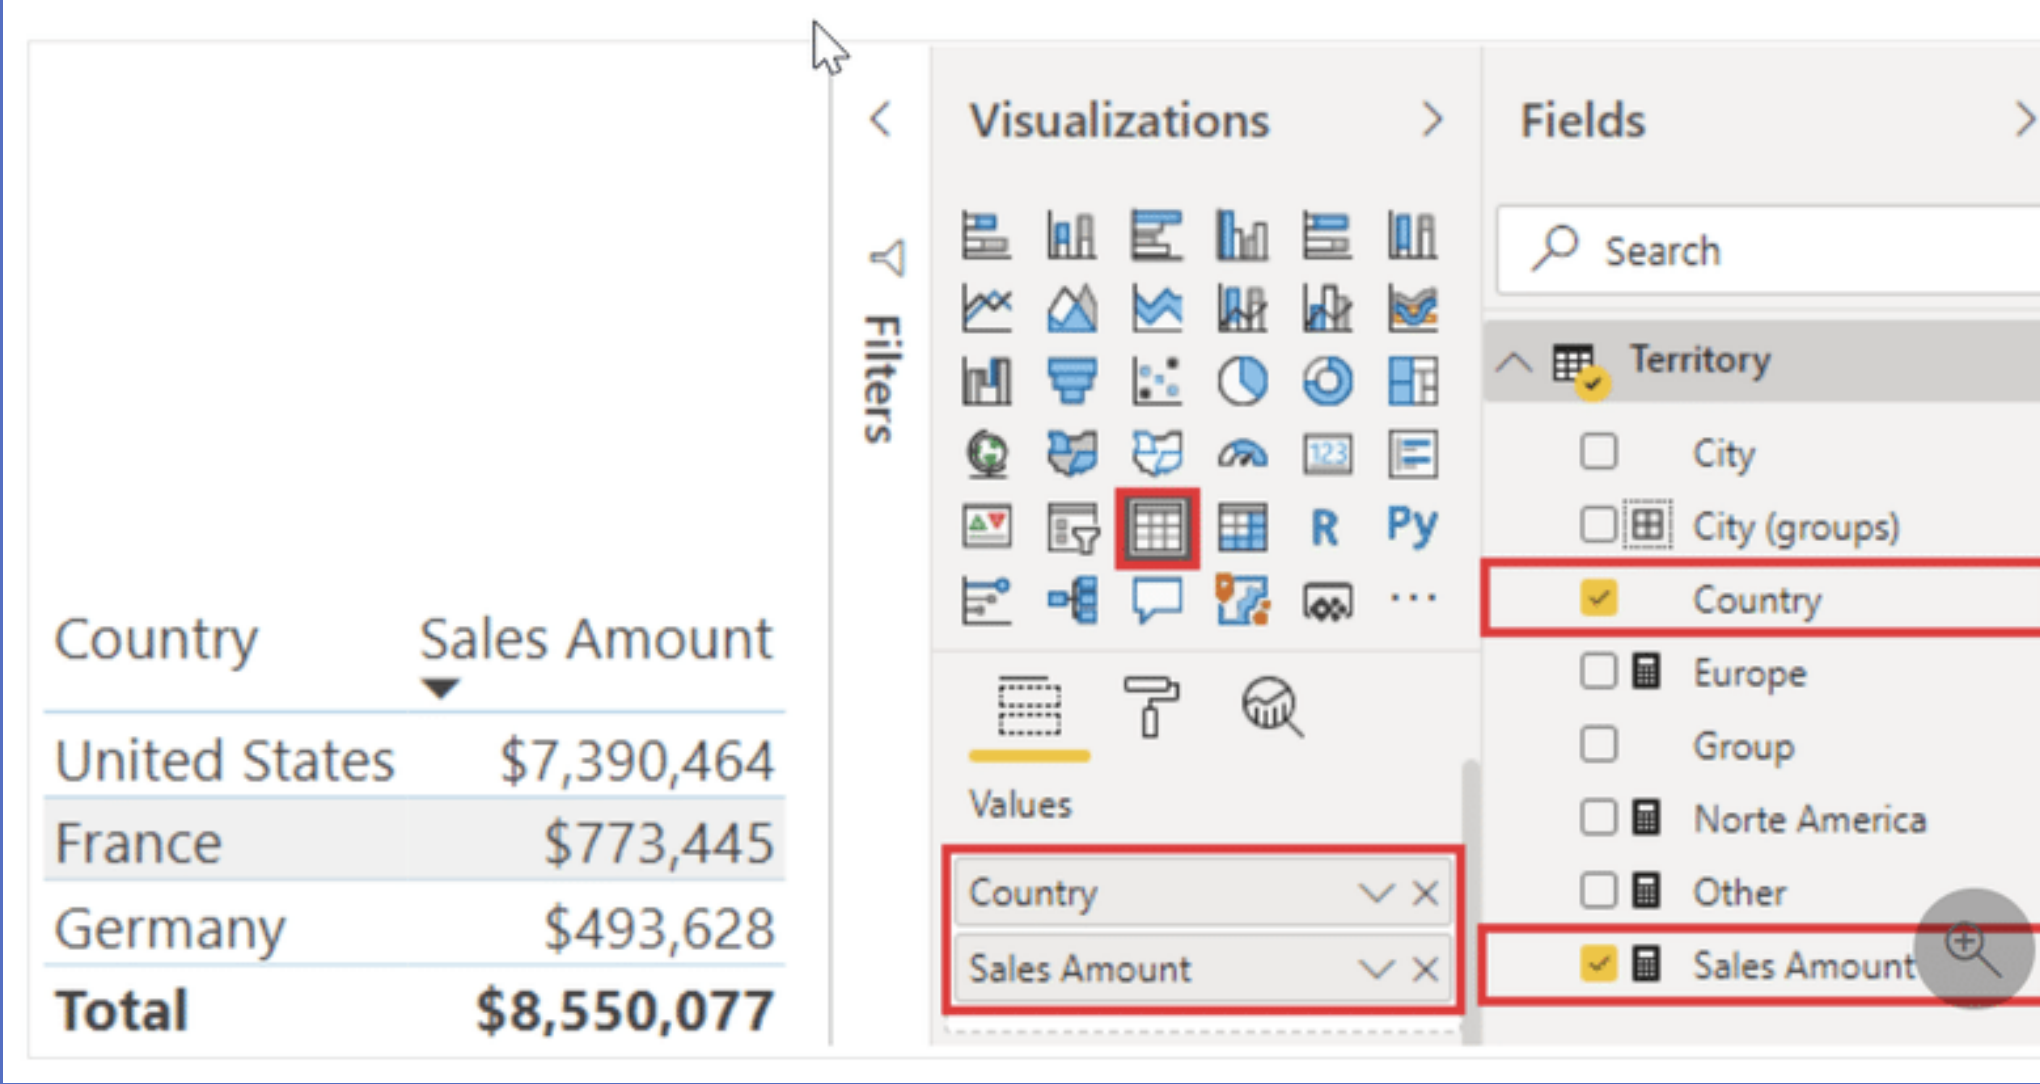 Country Sales Amount
United States $7,390,464
France $773,445
Germany $493,628
Total $8,550,077
Filters
Visualizations
123
R Py
...
Values
Country
Sales Amount
Fields
Search
Territory
City
City (groups)
Country
Europe
Group
Norte America
Other
Sales Amount